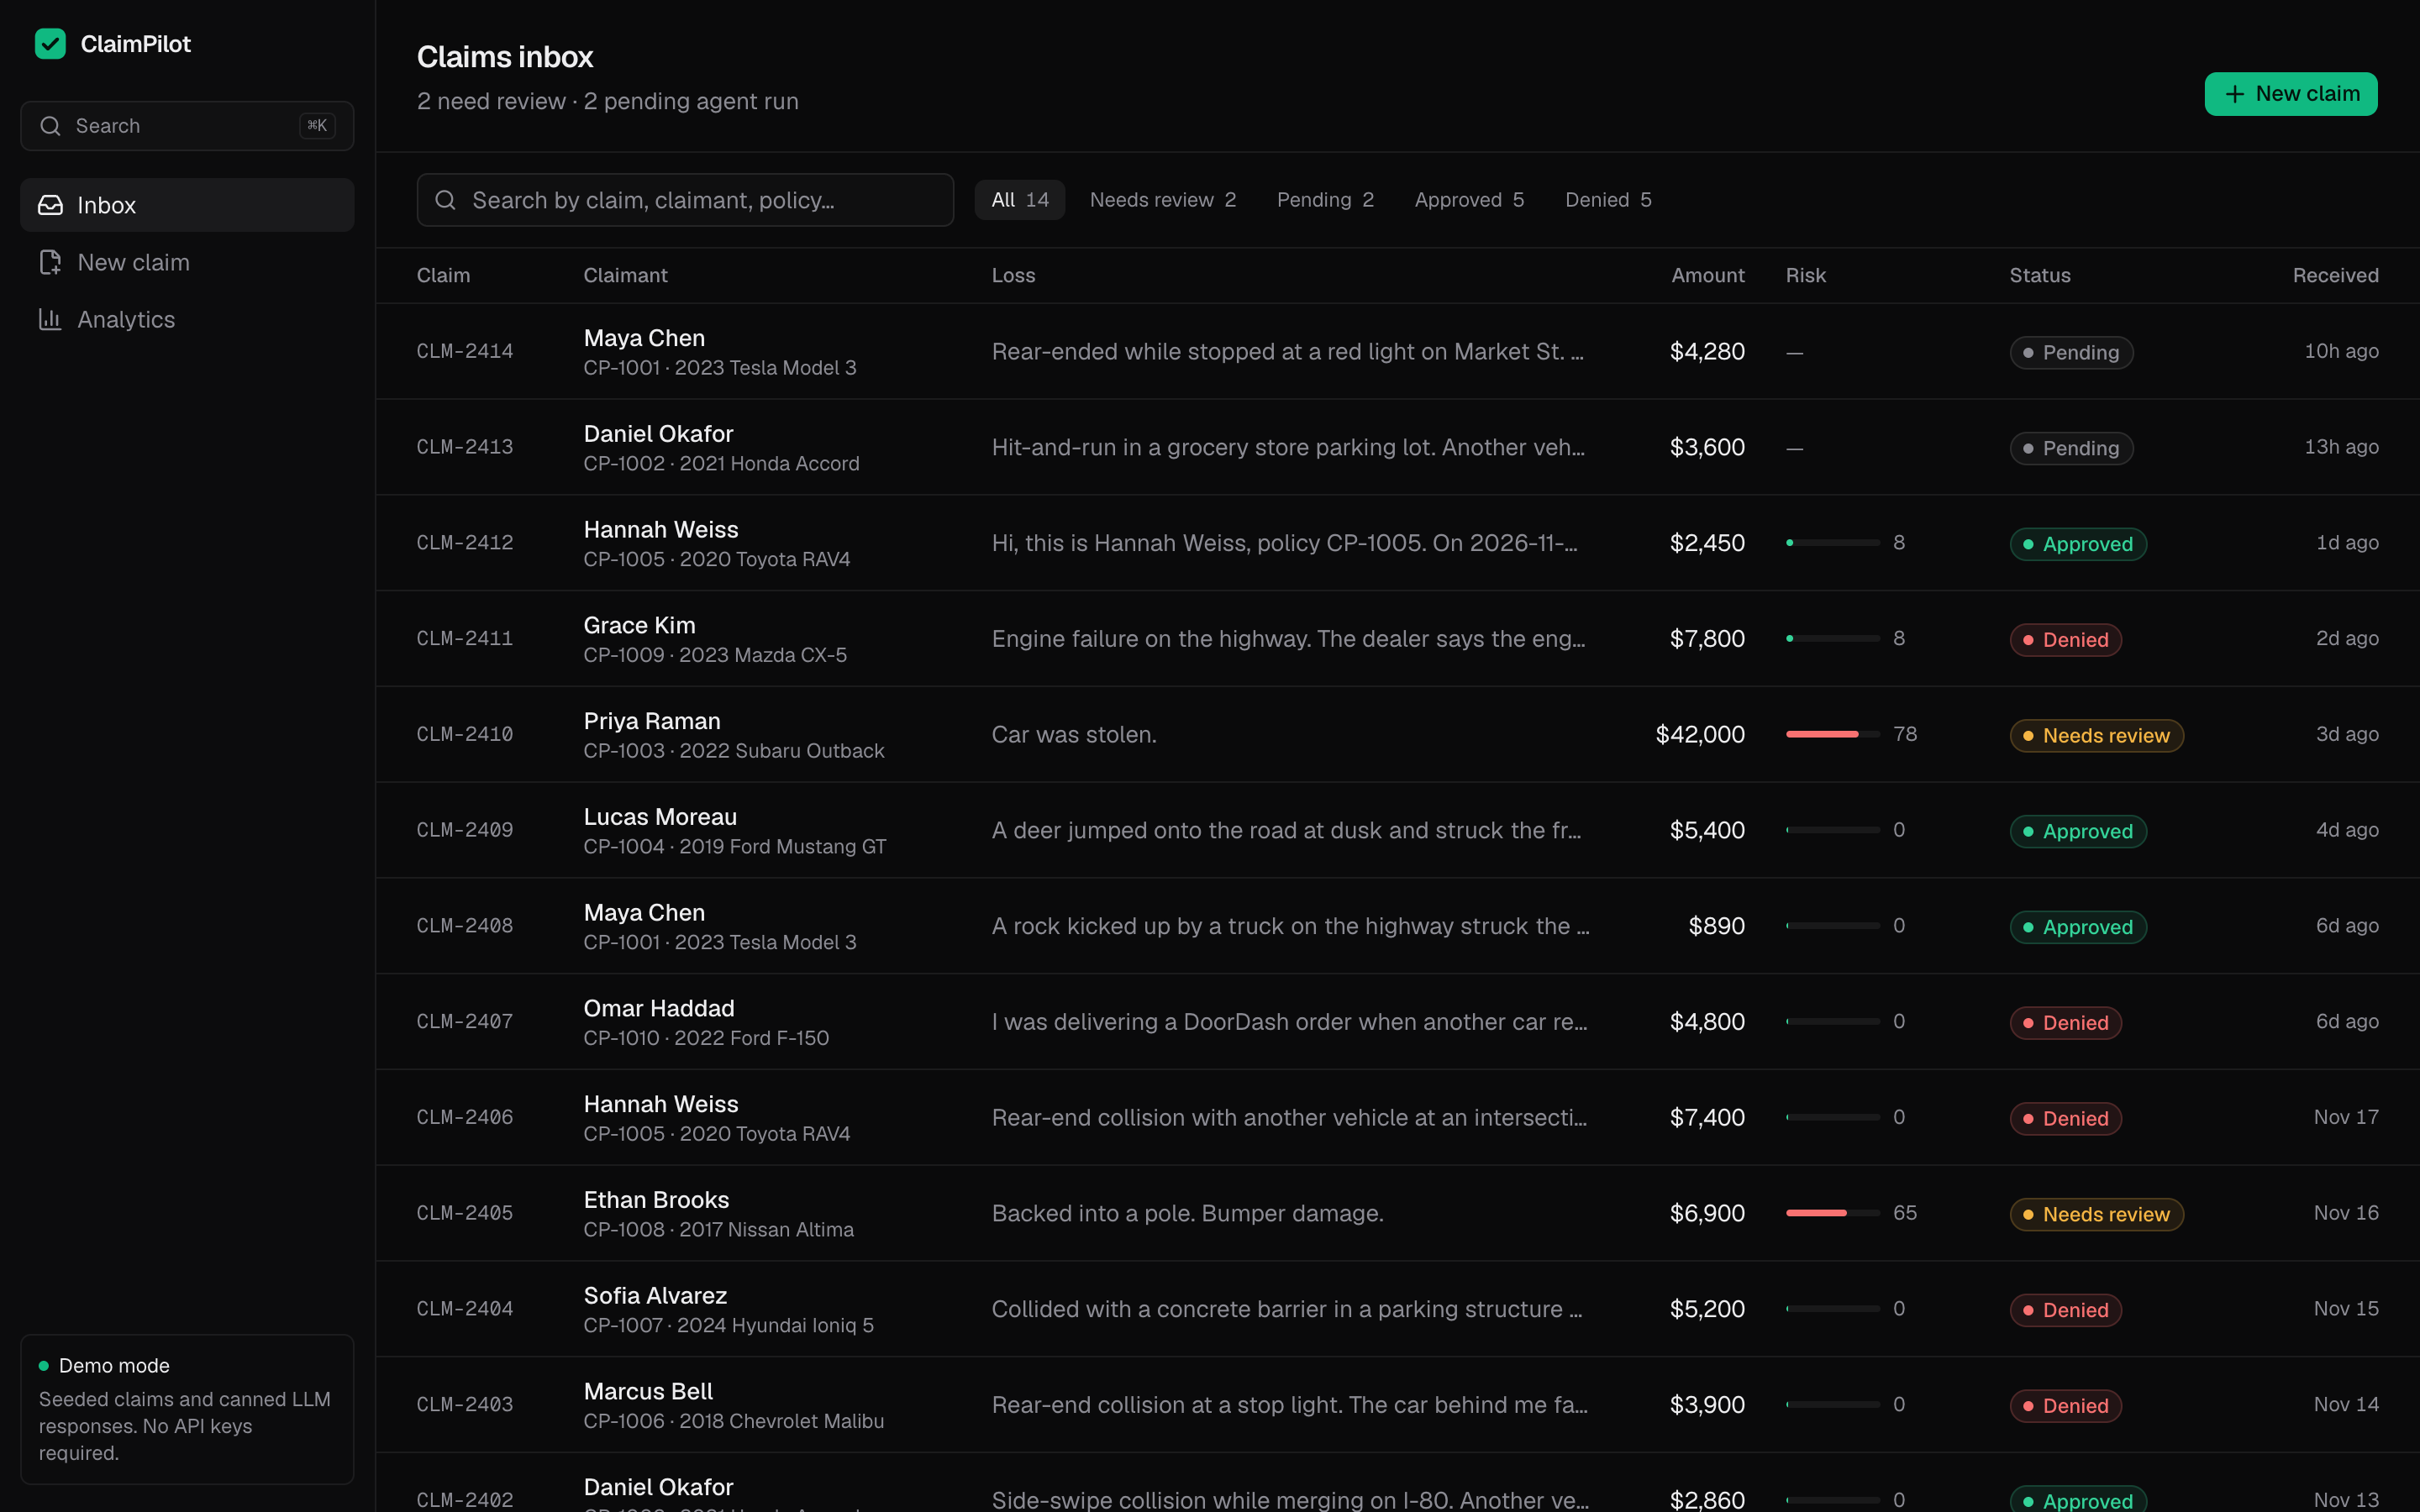 ClaimPilot
Search ⌘K
Inbox
New claim
Analytics
Demo mode
Seeded claims and canned LLM
responses. No API keys
required.
Claims inbox
2 need review · 2 pending agent run
New claim
Search by claim, claimant, policy...
All 14 Needs review 2 Pending 2 Approved 5 Denied 5
Claim Claimant Loss Amount Risk Status Received
CLM-2414 Maya Chen Rear-ended while stopped at a red light on Market St. ... $4,280 — Pending 10h ago
CP-1001 · 2023 Tesla Model 3
CLM-2413 Daniel Okafor Hit-and-run in a grocery store parking lot. Another veh... $3,600 — Pending 13h ago
CP-1002 · 2021 Honda Accord
CLM-2412 Hannah Weiss Hi, this is Hannah Weiss, policy CP-1005. On 2026-11-... $2,450 8 Approved 1d ago
CP-1005 · 2020 Toyota RAV4
CLM-2411 Grace Kim Engine failure on the highway. The dealer says the eng... $7,800 8 Denied 2d ago
CP-1009 · 2023 Mazda CX-5
CLM-2410 Priya Raman Car was stolen. $42,000 78 Needs review 3d ago
CP-1003 · 2022 Subaru Outback
CLM-2409 Lucas Moreau A deer jumped onto the road at dusk and struck the fr... $5,400 0 Approved 4d ago
CP-1004 · 2019 Ford Mustang GT
CLM-2408 Maya Chen A rock kicked up by a truck on the highway struck the ... $890 0 Approved 6d ago
CP-1001 · 2023 Tesla Model 3
CLM-2407 Omar Haddad I was delivering a DoorDash order when another car re... $4,800 0 Denied 6d ago
CP-1010 · 2022 Ford F-150
CLM-2406 Hannah Weiss Rear-end collision with another vehicle at an intersecti... $7,400 0 Denied Nov 17
CP-1005 · 2020 Toyota RAV4
CLM-2405 Ethan Brooks Backed into a pole. Bumper damage. $6,900 65 Needs review Nov 16
CP-1008 · 2017 Nissan Altima
CLM-2404 Sofia Alvarez Collided with a concrete barrier in a parking structure ... $5,200 0 Denied Nov 15
CP-1007 · 2024 Hyundai Ioniq 5
CLM-2403 Marcus Bell Rear-end collision at a stop light. The car behind me fa... $3,900 0 Denied Nov 14
CP-1006 · 2018 Chevrolet Malibu
CLM-2402 Daniel Okafor Side-swipe collision while merging on I-80. Another ve... $2,860 0 Approved Nov 13